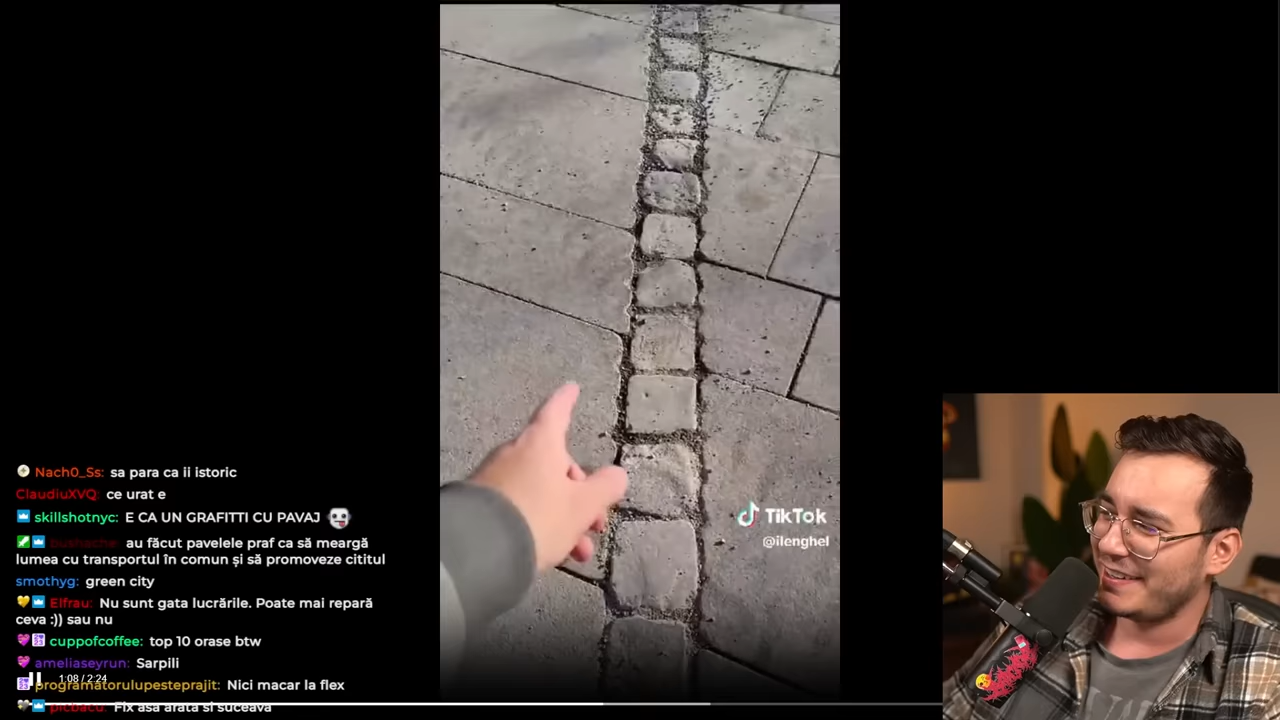 Nach0_Ss: sa para ca ii istoric
ClaudiuXVQ: ce urat e
skillshotnyc: E CA UN GRAFITTI CU PAVAJ
au făcut pavelele praf ca să meargă
lumea cu transportul în comun și să promoveze cititul
smothyg: green city
Elfrau: Nu sunt gata lucrările. Poate mai repară
ceva :)) sau nu
cuppofcoffee: top 10 orase btw
ameliaseyrun: Sarpili
1:08 / 2:24
programatorulupesteprajit: Nici macar la flex
picbacu: Fix asa arata si suceava
TikTok
@ilenghel